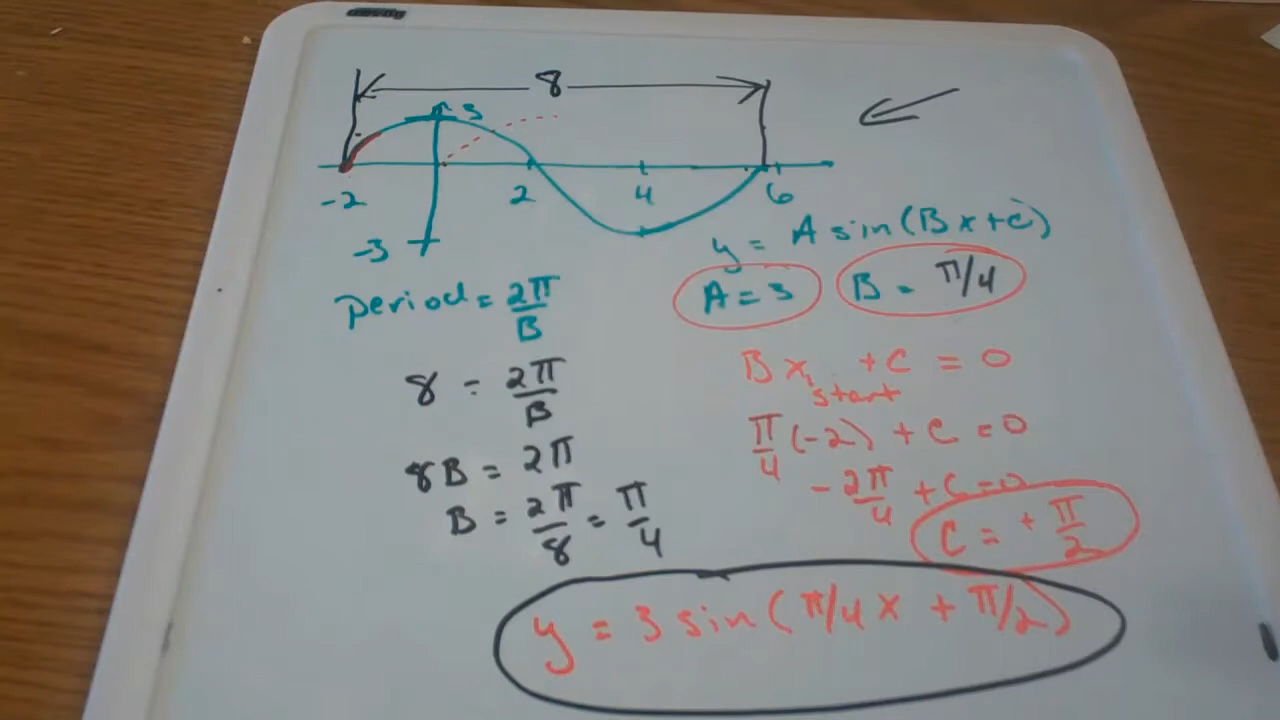 8
3
-2
2
4
6
-3
y = A sin(Bx+C)
A = 3
B = π/4
period = 2π/B
8 = 2π/B
8B = 2π
B = 2π/8 = π/4
Bx start + C = 0
π/4 (-2) + C = 0
- 2π/4 + C = 0
C = + π/2
y = 3 sin(π/4 x + π/2)